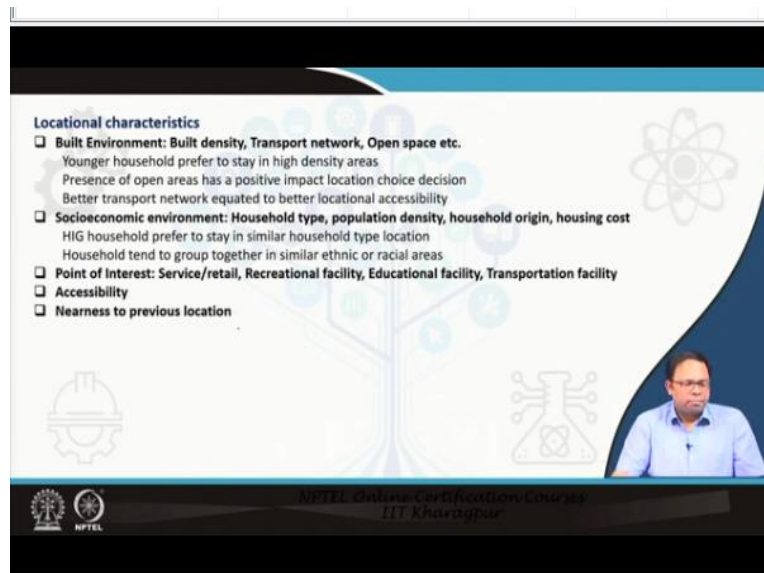 Locational characteristics
❑ Built Environment: Built density, Transport network, Open space etc.
Younger household prefer to stay in high density areas
Presence of open areas has a positive impact location choice decision
Better transport network equated to better locational accessibility
❑ Socioeconomic environment: Household type, population density, household origin, housing cost
HIG household prefer to stay in similar household type location
Household tend to group together in similar ethnic or racial areas
❑ Point of Interest: Service/retail, Recreational facility, Educational facility, Transportation facility
❑ Accessibility
❑ Nearness to previous location
NPTEL Online Certification Courses
IIT Kharagpur
NPTEL